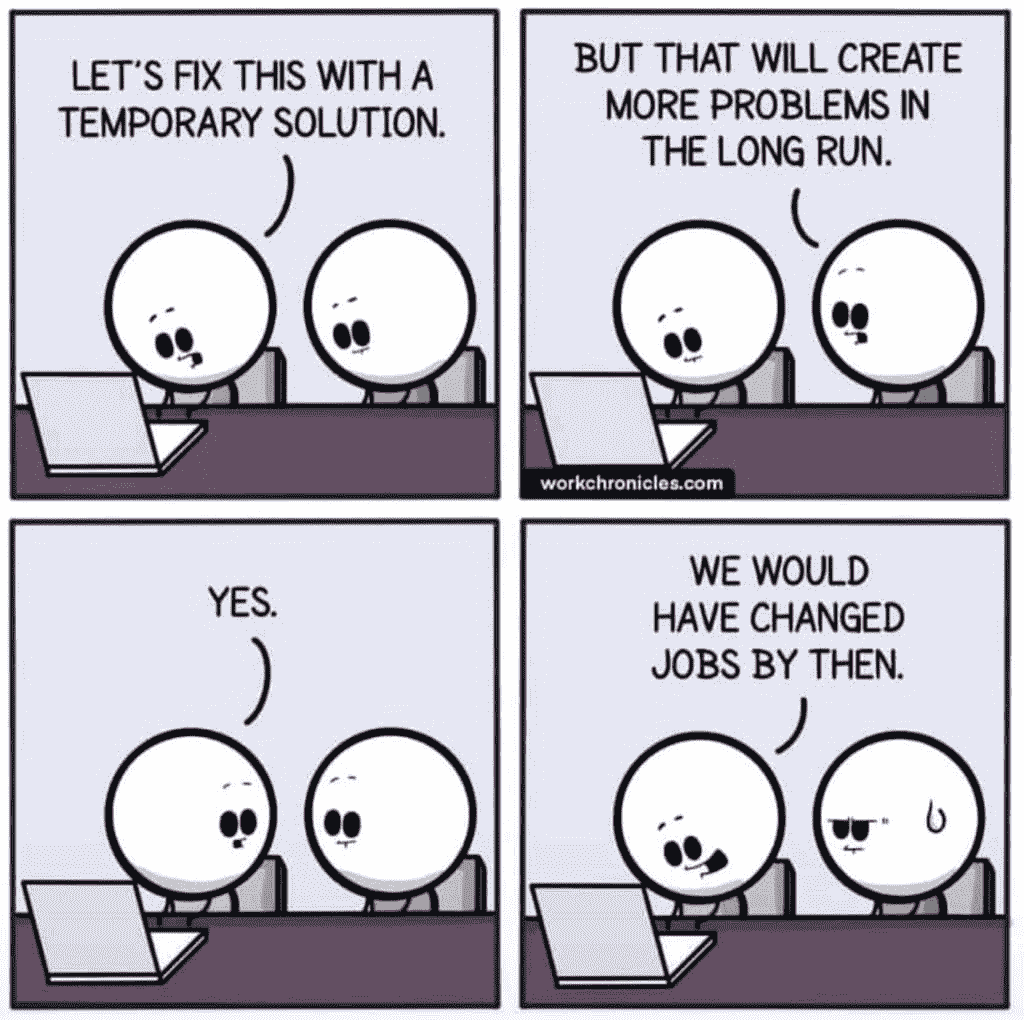 LET'S FIX THIS WITH A
TEMPORARY SOLUTION.
BUT THAT WILL CREATE
MORE PROBLEMS IN
THE LONG RUN.
workchronicles.com
YES.
WE WOULD
HAVE CHANGED
JOBS BY THEN.